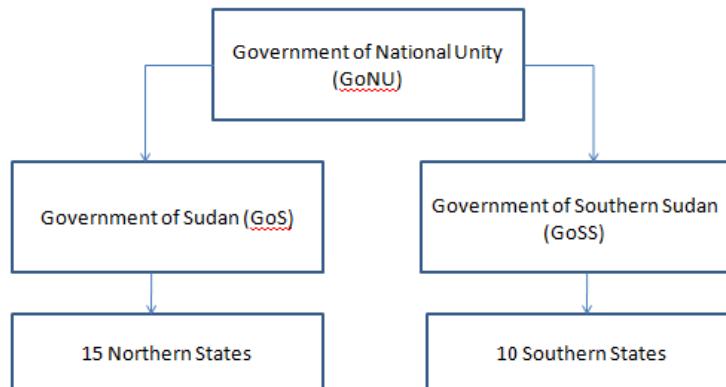 Government of National Unity
(GoNU)
Government of Sudan (GoS)
Government of Southern Sudan
(GoSS)
15 Northern States
10 Southern States